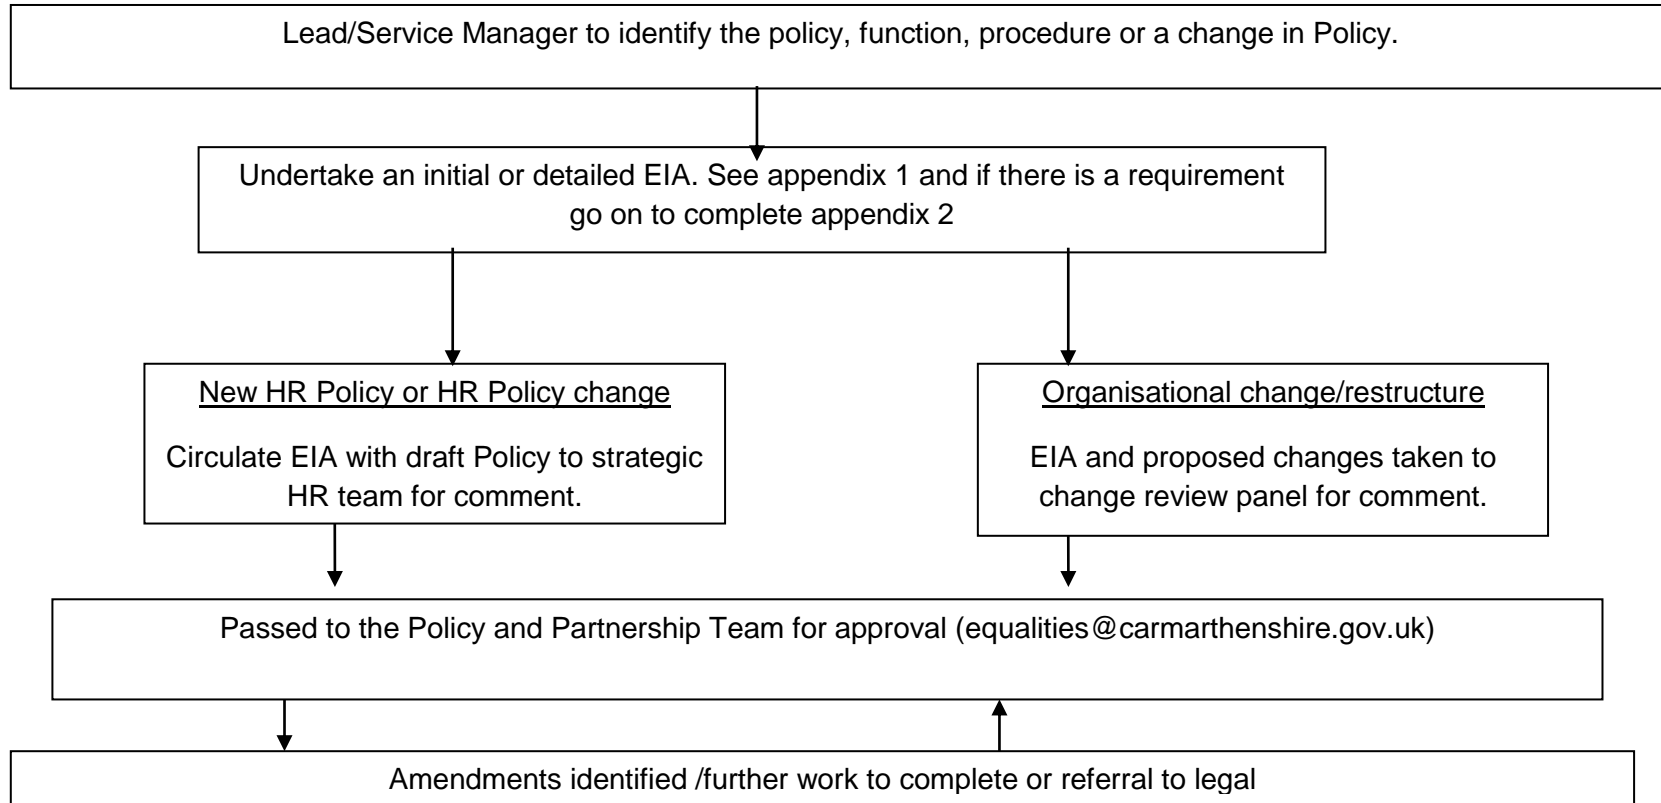 Lead/Service Manager to identify the policy, function, procedure or a change in Policy.
Undertake an initial or detailed EIA. See appendix 1 and if there is a requirement
go on to complete appendix 2
New HR Policy or HR Policy change
Circulate EIA with draft Policy to strategic
HR team for comment.
Organisational change/restructure
EIA and proposed changes taken to
change review panel for comment.
Passed to the Policy and Partnership Team for approval (equalities@carmarthenshire.gov.uk)
Amendments identified /further work to complete or referral to legal